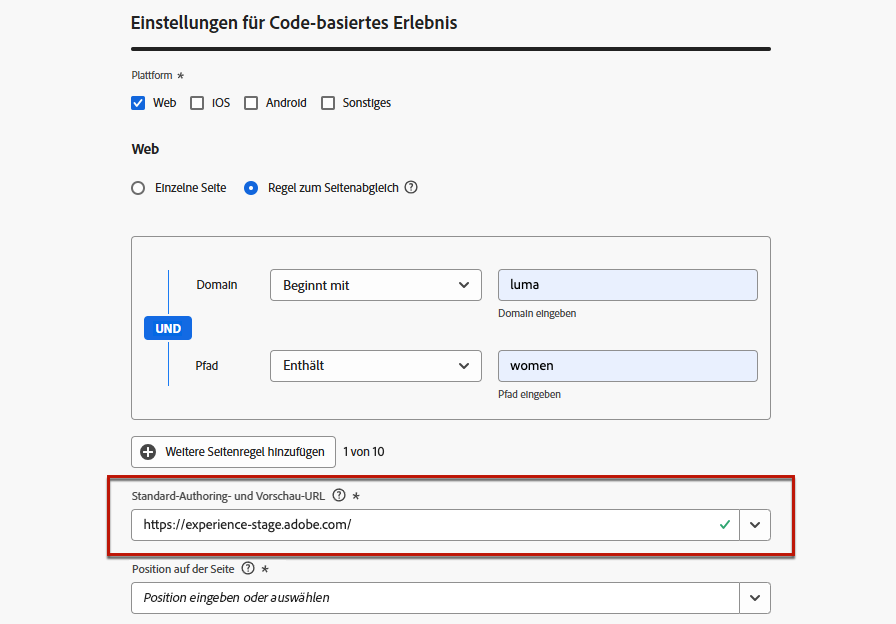 Einstellungen für Code-basiertes Erlebnis
Plattform *
Web iOS Android Sonstiges
Web
Einzelne Seite Regel zum Seitenabgleich ?
Domain Beginnt mit luma
Domain eingeben
UND
Pfad Enthält women
Pfad eingeben
Weitere Seitenregel hinzufügen 1 von 10
Standard-Authoring- und Vorschau-URL ? *
https://experience-stage.adobe.com/
Position auf der Seite ? *
Position eingeben oder auswählen